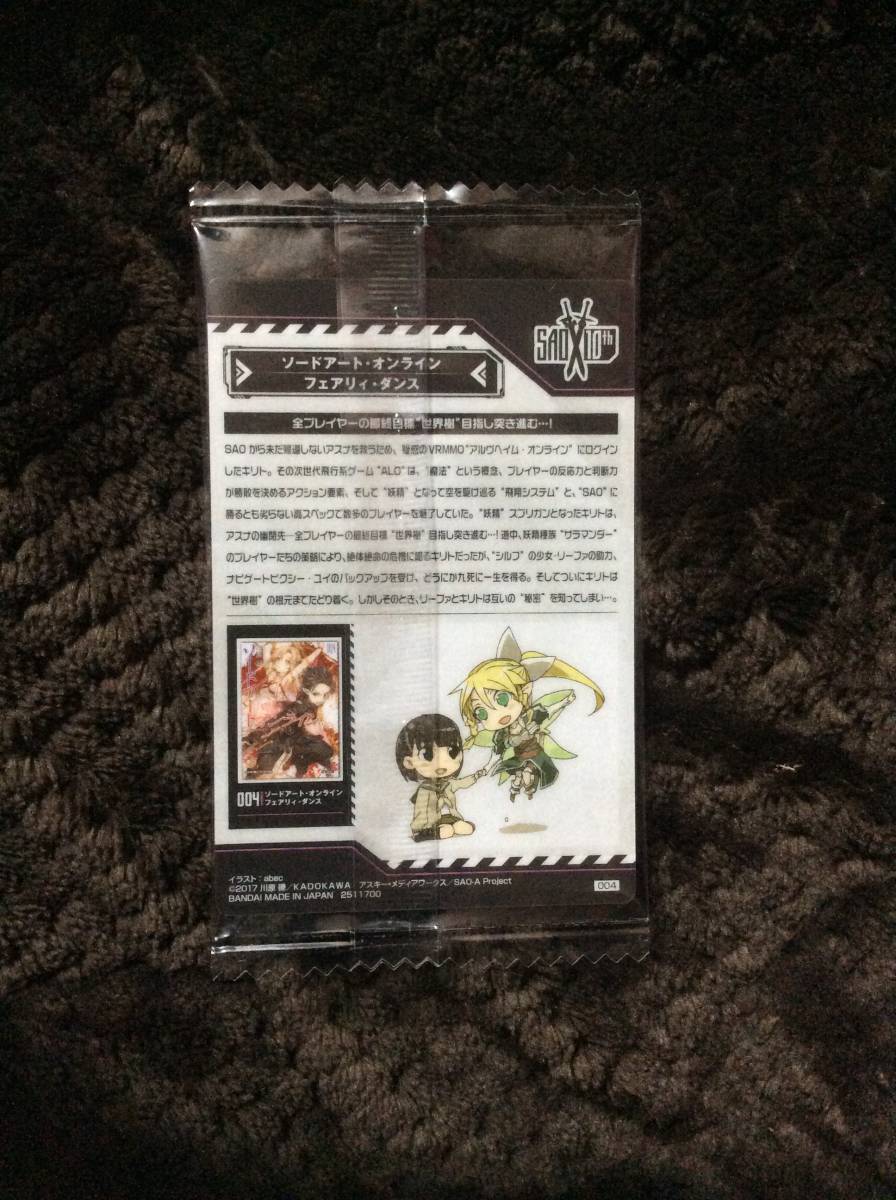 SAO 10th
ソードアート・オンライン
フェアリィ・ダンス
全プレイヤーの最終目標“世界樹”目指し突き進む…!
SAOから未だ帰還しないアスナを救うため、疑惑のVRMMO“アルヴヘイム・オンライン”にログイン
したキリト。その次世代飛行系ゲーム“ALO”は、“魔法”という概念、プレイヤーの反応力と判断力
が勝敗を決めるアクション要素、そして“妖精”となって空を駆け巡る“飛翔システム”と、“SAO”に
勝るとも劣らない高スペックで数多のプレイヤーを魅了していた。“妖精”スプリガンとなったキリトは、
アスナの幽閉先―全プレイヤーの最終目標“世界樹”目指し突き進む…!道中、妖精種族“サラマンダー”
のプレイヤーたちの策略により、絶体絶命の危機に陥るキリトだったが、“シルフ”の少女・リーファの助力、
ナビゲートピクシー・ユイのバックアップを受け、どうにか九死に一生を得る。そしてついにキリトは
“世界樹”の根元までたどり着く。しかしそのとき、リーファとキリトは互いの“秘密”を知ってしまい…。
004 ソードアート・オンライン
フェアリィ・ダンス
イラスト:abec
©2017 川原 礫/KADOKAWA アスキー・メディアワークス/SAO-A Project
BANDAI MADE IN JAPAN 2511700
004